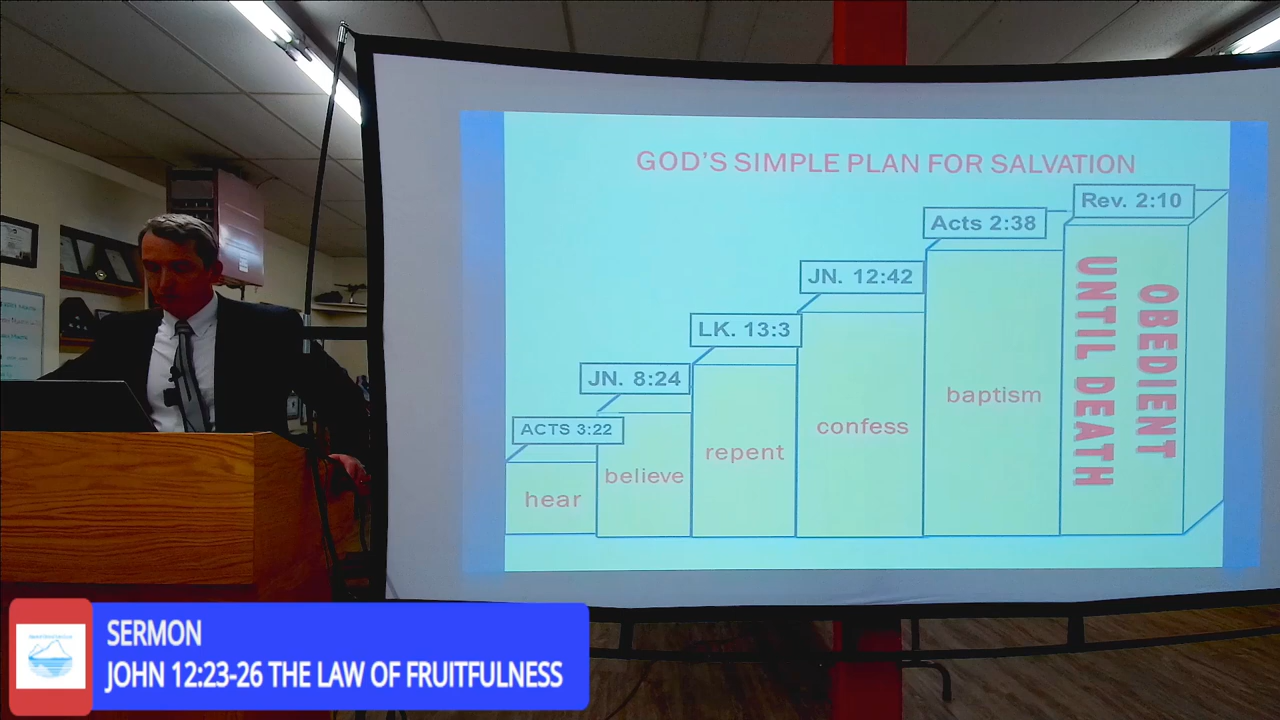 GOD'S SIMPLE PLAN FOR SALVATION
Rev. 2:10
Acts 2:38
JN. 12:42
LK. 13:3
JN. 8:24
ACTS 3:22
hear
believe
repent
confess
baptism
OBEDIENT
UNTIL DEATH
SERMON
JOHN 12:23-26 THE LAW OF FRUITFULNESS